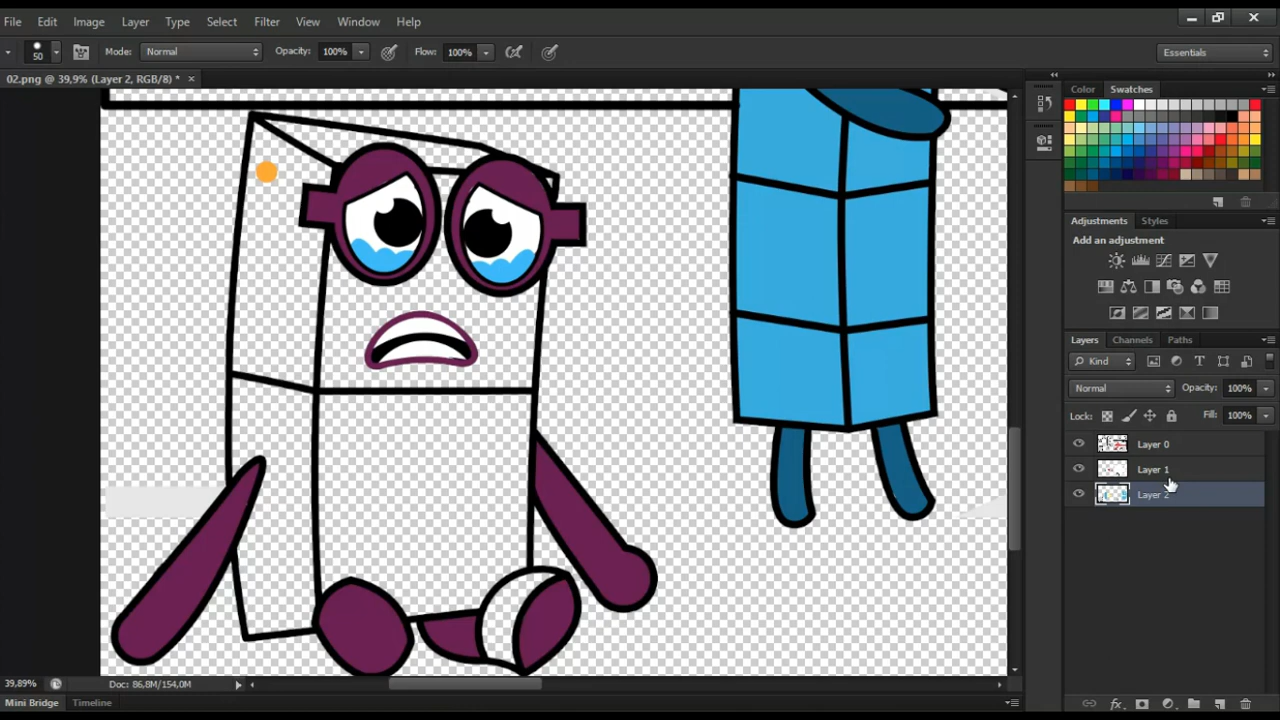 File Edit Image Layer Type Select Filter View Window Help
50 Mode: Normal Opacity: 100% Flow: 100% Essentials
02.png @ 39,9% (Layer 2, RGB/8) * ×
Color Swatches
Adjustments Styles
Add an adjustment
Layers Channels Paths
Kind
Normal Opacity: 100%
Lock: Fill: 100%
Layer 0
Layer 1
Layer 2
39,89% Doc: 86,8M/154,0M
Mini Bridge Timeline